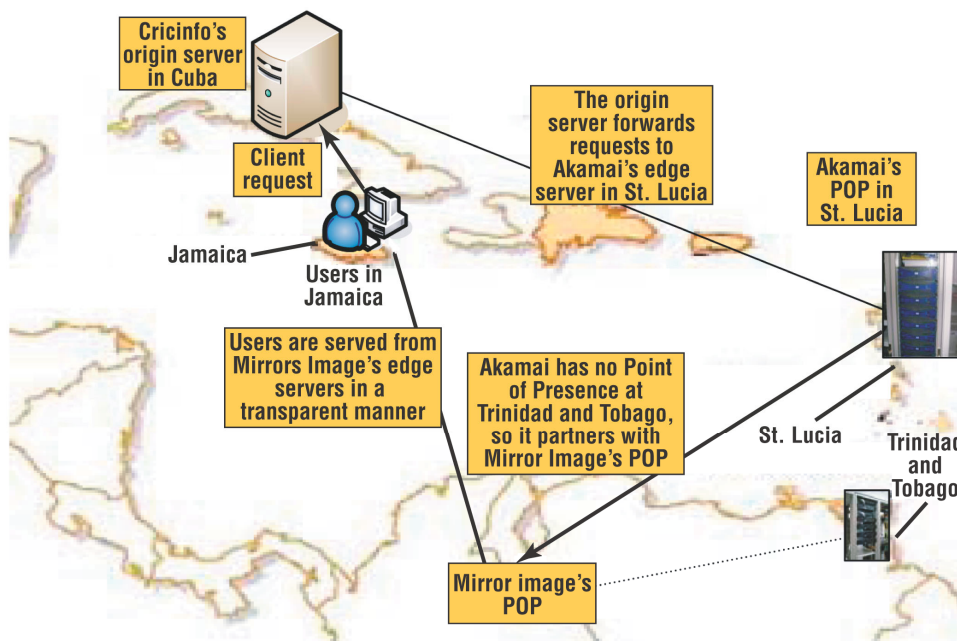 Cricinfo's
origin server
in Cuba
Client
request
The origin
server forwards
requests to
Akamai's edge
server in St. Lucia
Akamai's
POP in
St. Lucia
Jamaica
Users in
Jamaica
Users are served from
Mirrors Image's edge
servers in a
transparent manner
Akamai has no Point
of Presence at
Trinidad and Tobago,
so it partners with
Mirror Image's POP
St. Lucia
Trinidad
and
Tobago
Mirror image's
POP